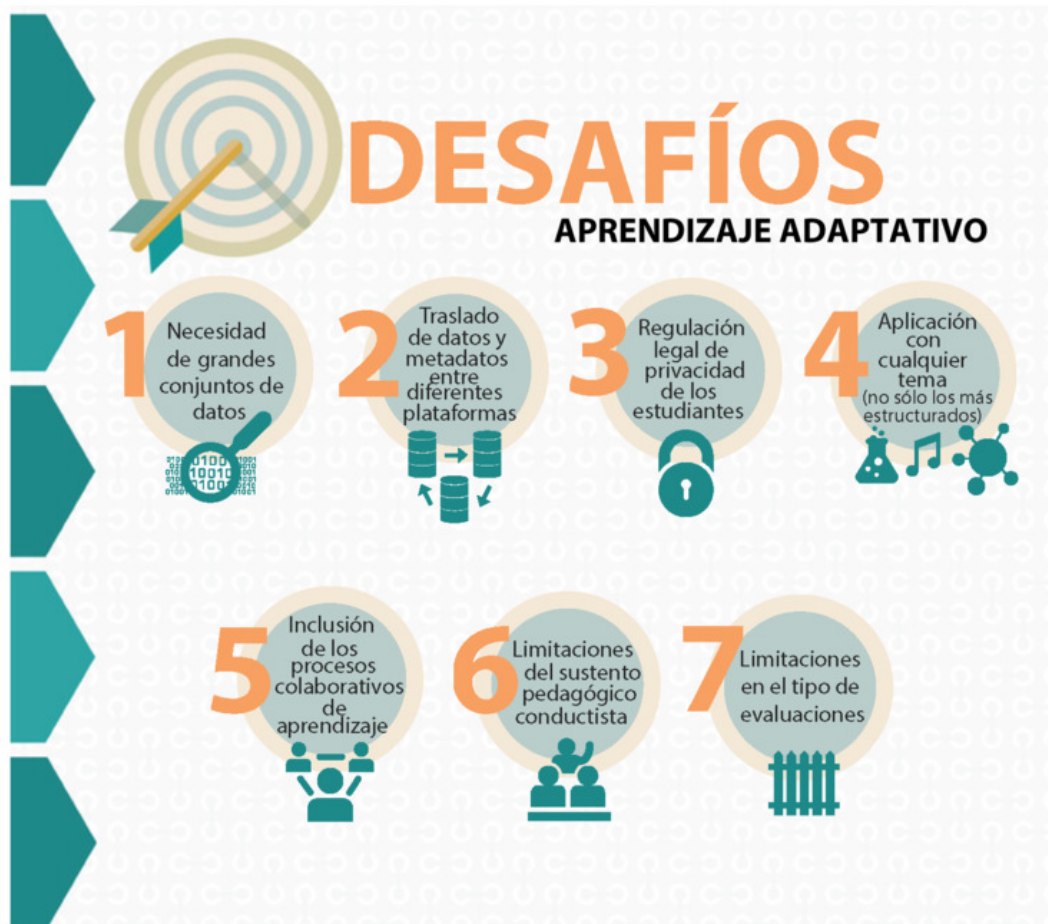 DESAFÍOS
APRENDIZAJE ADAPTATIVO
1
Necesidad
de grandes
conjuntos de
datos
2
Traslado
de datos y
metadatos
entre
diferentes
plataformas
3
Regulación
legal de
privacidad
de los
estudiantes
4
Aplicación
con
cualquier
tema
(no sólo los más
estructurados)
5
Inclusión
de los
procesos
colaborativos
de
aprendizaje
6
Limitaciones
del sustento
pedagógico
conductista
7
Limitaciones
en el tipo de
evaluaciones